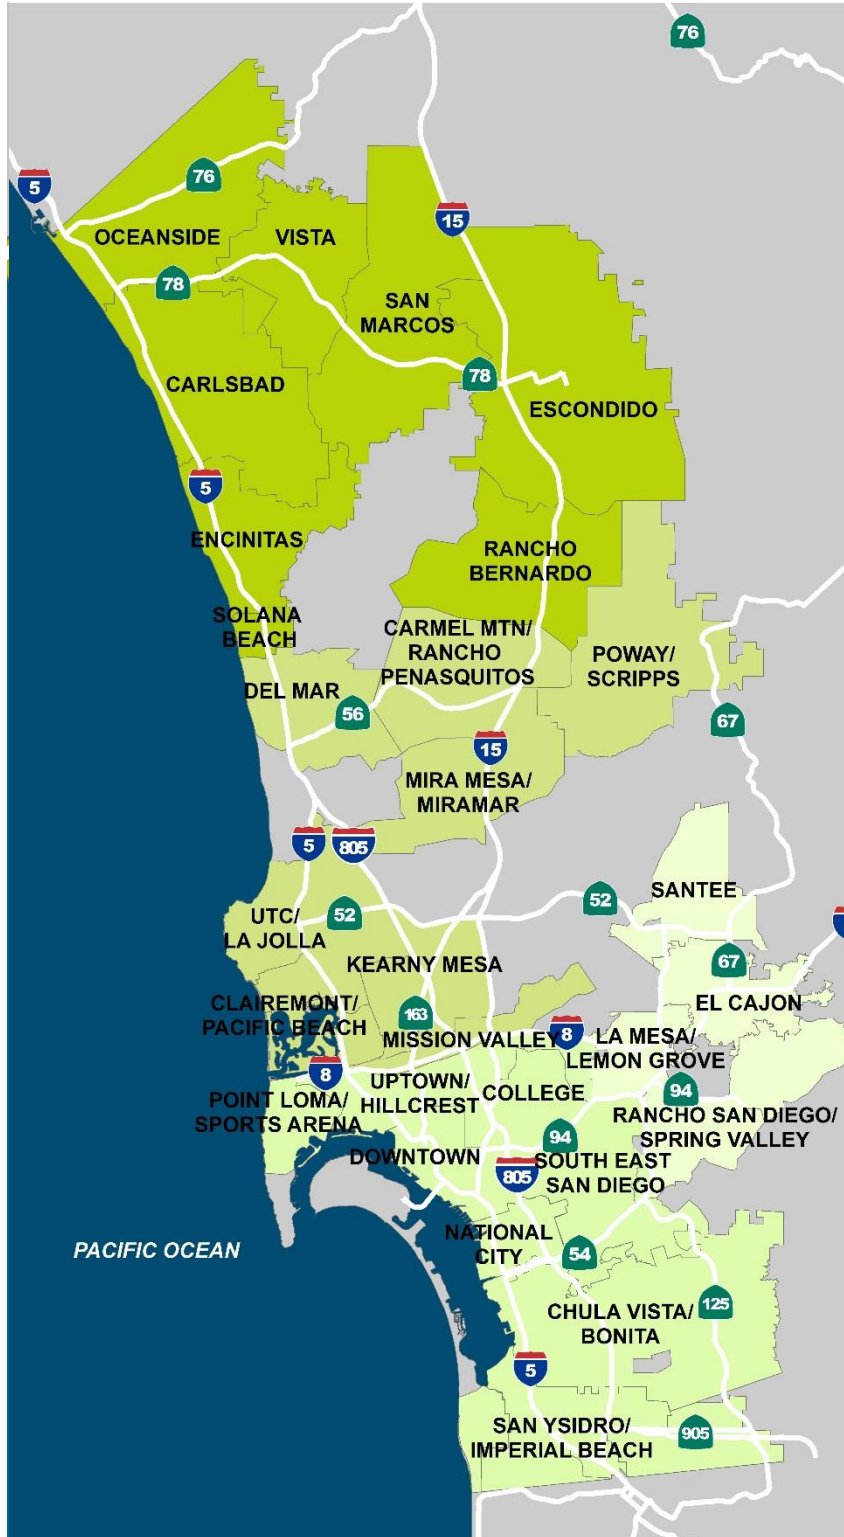 76
5
76
15
OCEANSIDE
VISTA
78
SAN
MARCOS
78
CARLSBAD
ESCONDIDO
5
ENCINITAS
RANCHO
BERNARDO
SOLANA
BEACH
CARMEL MTN/
RANCHO
PENASQUITOS
POWAY/
SCRIPPS
DEL MAR
56
67
15
MIRA MESA/
MIRAMAR
5
805
SANTEE
52
52
UTC/
LA JOLLA
67
KEARNY MESA
EL CAJON
CLAIREMONT/
PACIFIC BEACH
163
MISSION VALLEY
8
LA MESA/
LEMON GROVE
8
UPTOWN/
HILLCREST
COLLEGE
94
POINT LOMA/
SPORTS ARENA
RANCHO SAN DIEGO/
SPRING VALLEY
94
DOWNTOWN
805
SOUTH EAST
SAN DIEGO
NATIONAL
CITY
54
PACIFIC OCEAN
CHULA VISTA/
BONITA
125
5
SAN YSIDRO/
IMPERIAL BEACH
905